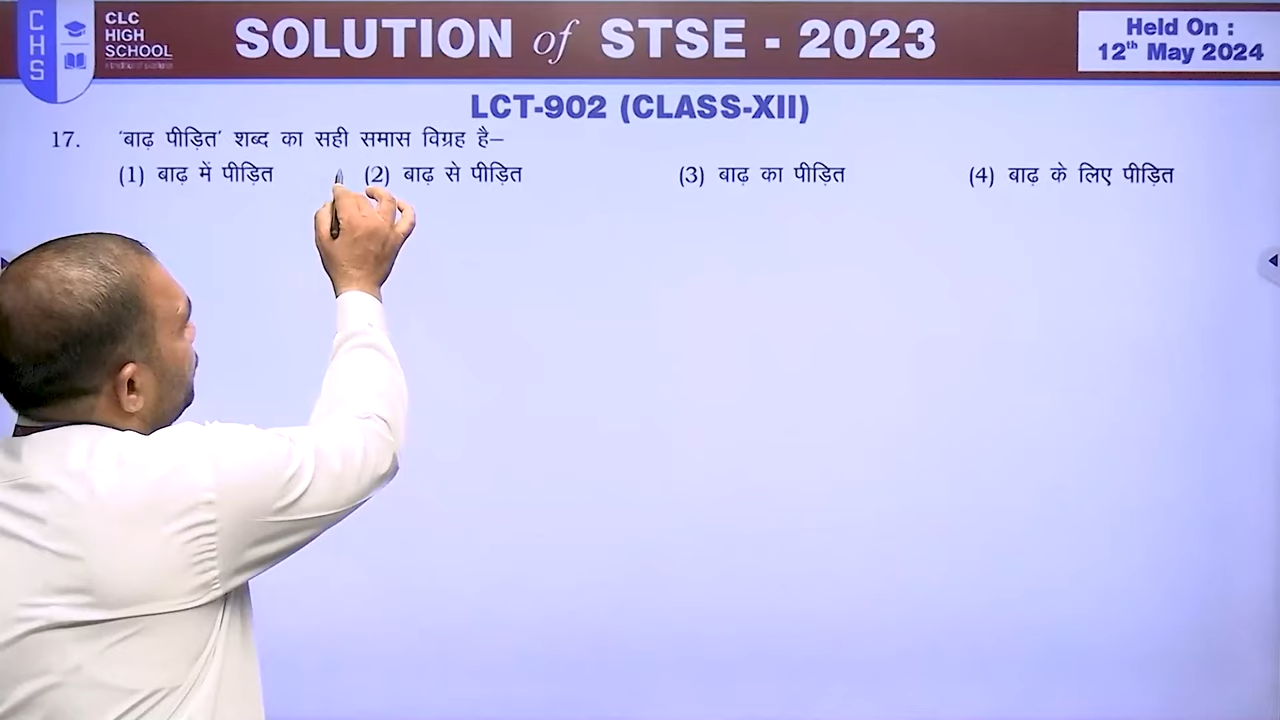 CHS
CLC
HIGH
SCHOOL
SOLUTION of STSE - 2023
Held On :
12th May 2024
LCT-902 (CLASS-XII)
17. 'बाढ़ पीड़ित' शब्द का सही समास विग्रह है–
(1) बाढ़ में पीड़ित (2) बाढ़ से पीड़ित (3) बाढ़ का पीड़ित (4) बाढ़ के लिए पीड़ित